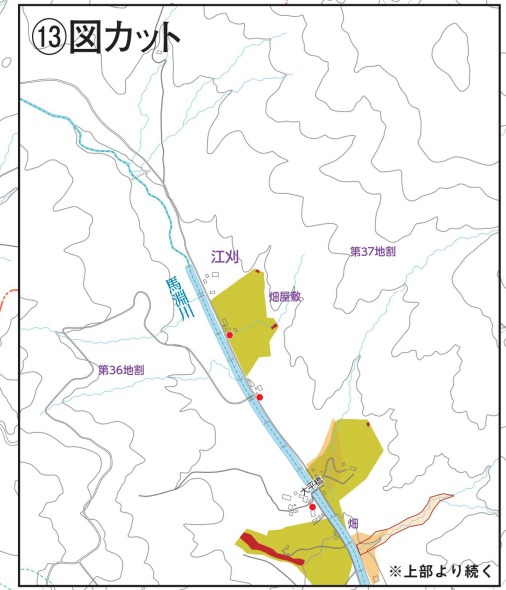 ⑬図カット
江刈
第37地割
馬淵川
畑屋敷
第36地割
大平橋
畑
※上部より続く